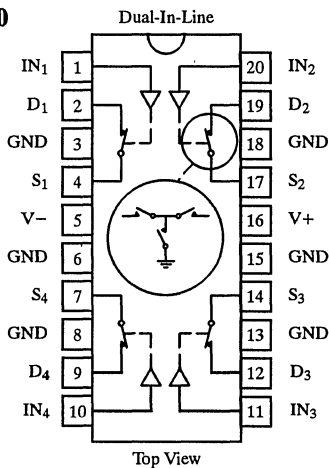 Dual-In-Line
IN1 1 20 IN2
D1 2 19 D2
GND 3 18 GND
S1 4 17 S2
V− 5 16 V+
GND 6 15 GND
S4 7 14 S3
GND 8 13 GND
D4 9 12 D3
IN4 10 11 IN3
Top View